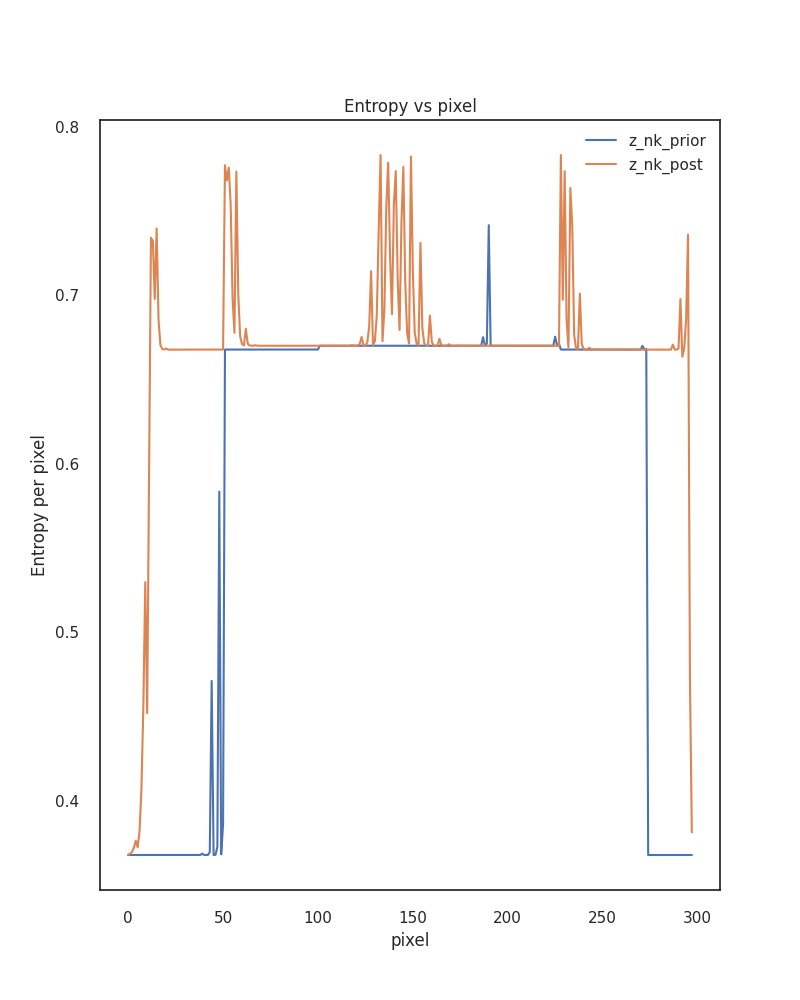 Entropy vs pixel
z_nk_prior
z_nk_post
0.8
0.7
0.6
0.5
0.4
Entropy per pixel
0 50 100 150 200 250 300
pixel